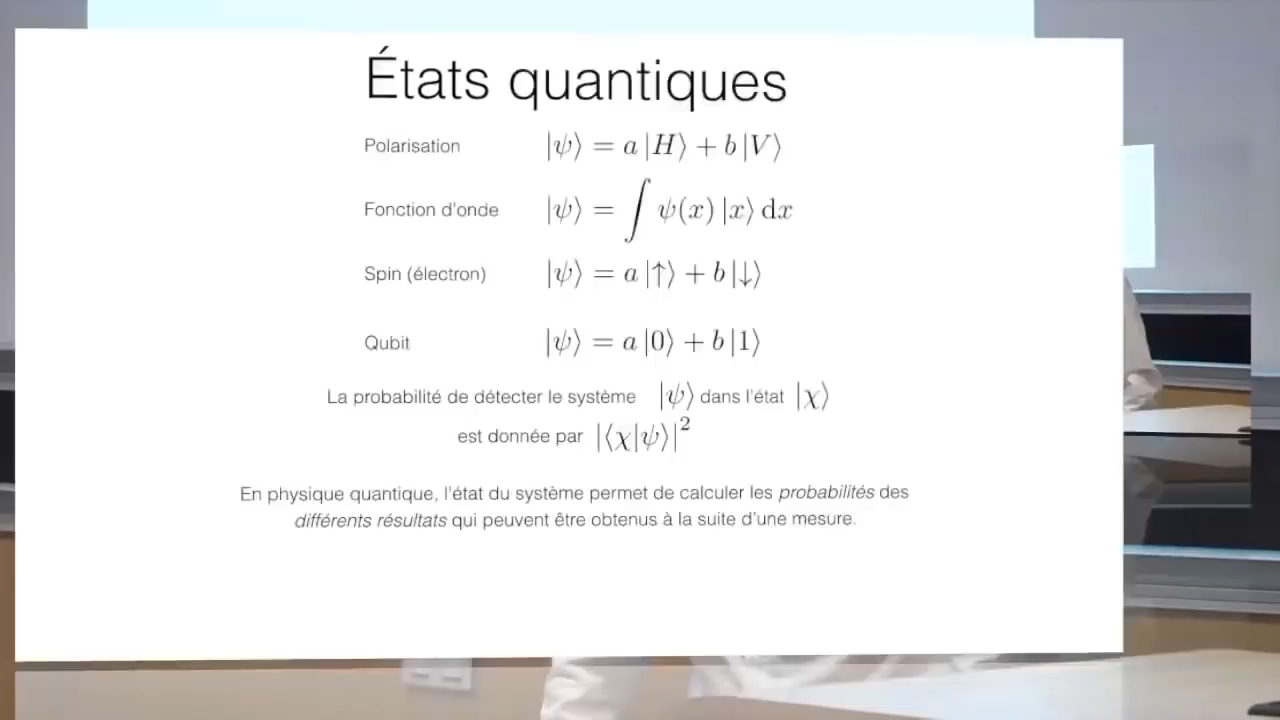 États quantiques
Polarisation |ψ⟩ = a |H⟩ + b |V⟩
Fonction d'onde |ψ⟩ = ∫ ψ(x) |x⟩ dx
Spin (électron) |ψ⟩ = a |↑⟩ + b |↓⟩
Qubit |ψ⟩ = a |0⟩ + b |1⟩
La probabilité de détecter le système |ψ⟩ dans l'état |χ⟩
est donnée par |⟨χ|ψ⟩|²
En physique quantique, l'état du système permet de calculer les probabilités des
différents résultats qui peuvent être obtenus à la suite d'une mesure.